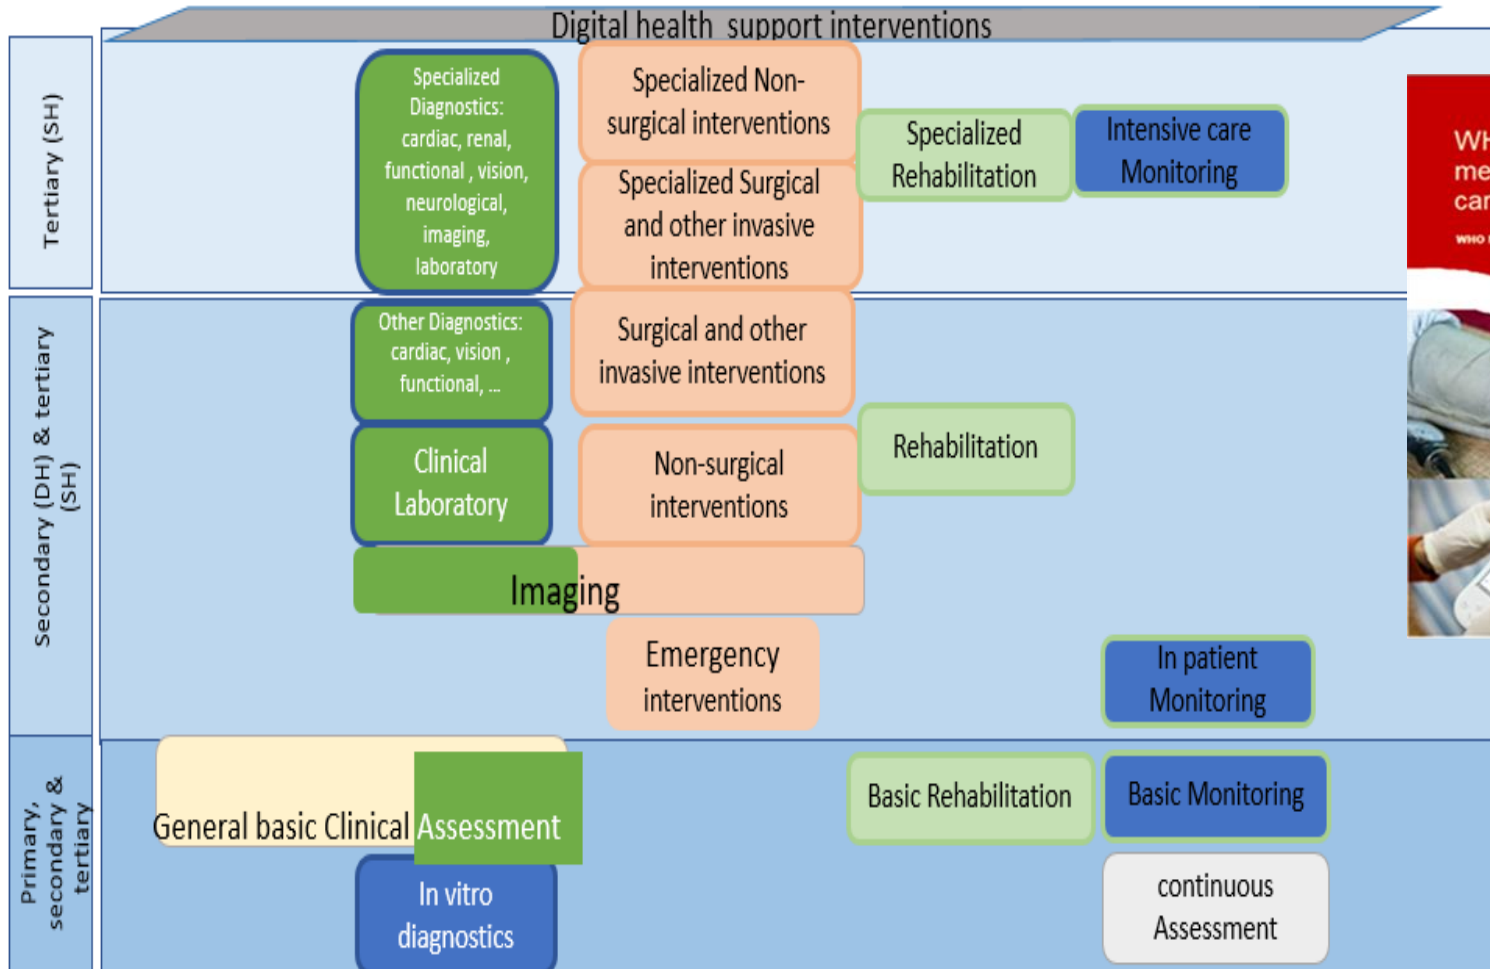 Digital health support interventions
Tertiary (SH)
Specialized
Diagnostics:
cardiac, renal,
functional , vision,
neurological,
imaging,
laboratory
Specialized Non-
surgical interventions
Specialized Surgical
and other invasive
interventions
Specialized
Rehabilitation
Intensive care
Monitoring
Secondary (DH) & tertiary
(SH)
Other Diagnostics:
cardiac, vision ,
functional, ...
Surgical and other
invasive interventions
Clinical
Laboratory
Non-surgical
interventions
Rehabilitation
Imaging
Emergency
interventions
In patient
Monitoring
Primary,
secondary &
tertiary
General basic Clinical Assessment
In vitro
diagnostics
Basic Rehabilitation
Basic Monitoring
continuous
Assessment
WHO